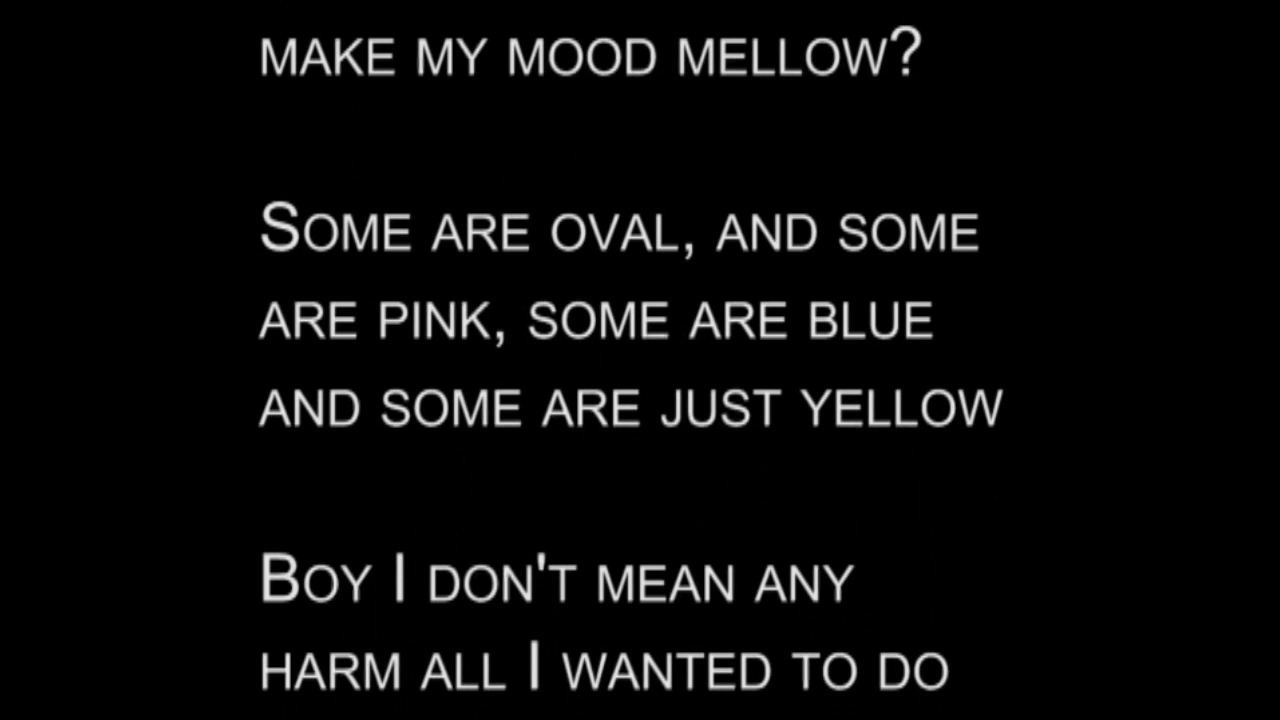 MAKE MY MOOD MELLOW?
SOME ARE OVAL, AND SOME
ARE PINK, SOME ARE BLUE
AND SOME ARE JUST YELLOW
BOY I DON'T MEAN ANY
HARM ALL I WANTED TO DO